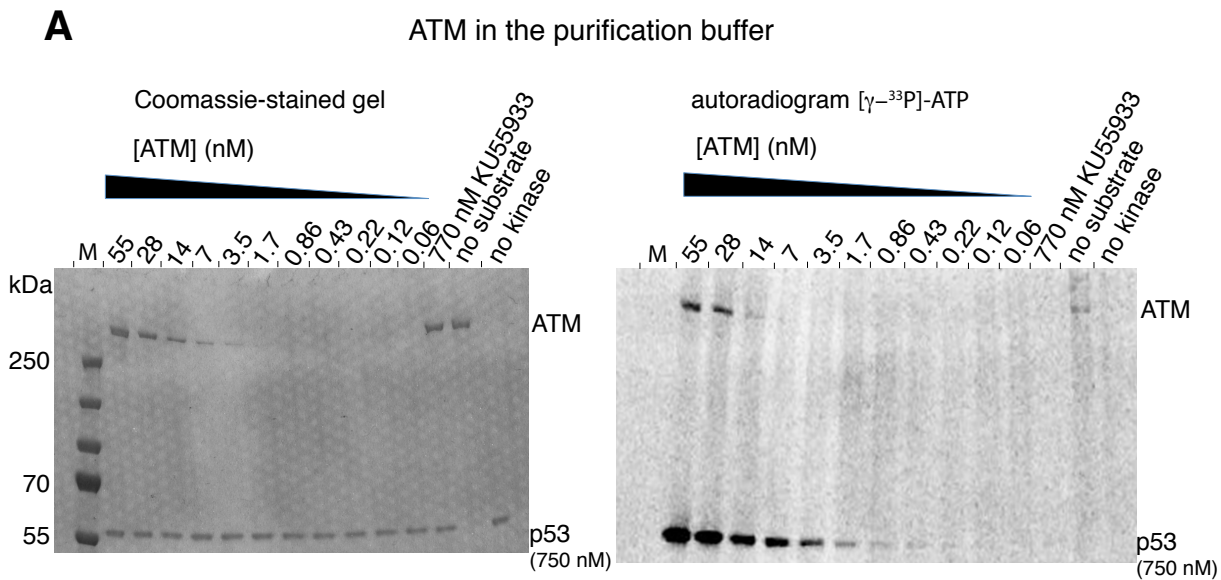 A
ATM in the purification buffer
Coomassie-stained gel
[ATM] (nM)
M 55 28 14 7 3.5 1.7 0.86 0.43 0.22 0.12 0.06 770 nM KU55933 no substrate no kinase
kDa
ATM
250
70
55
p53
(750 nM)
autoradiogram [γ–³³P]-ATP
[ATM] (nM)
M 55 28 14 7 3.5 1.7 0.86 0.43 0.22 0.12 0.06 770 nM KU55933 no substrate no kinase
ATM
p53
(750 nM)